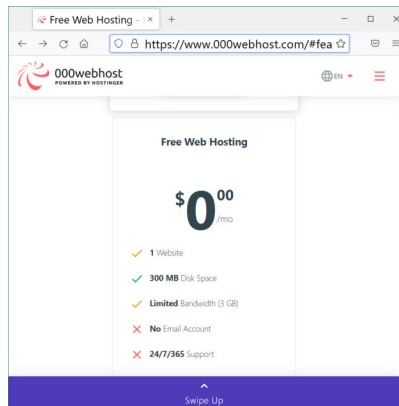 Free Web Hosting - 
https://www.000webhost.com/#fea
000webhost
POWERED BY HOSTINGER
EN
Free Web Hosting
$0.00
/mo
1 Website
300 MB Disk Space
Limited Bandwidth (3 GB)
No Email Account
24/7/365 Support
Swipe Up